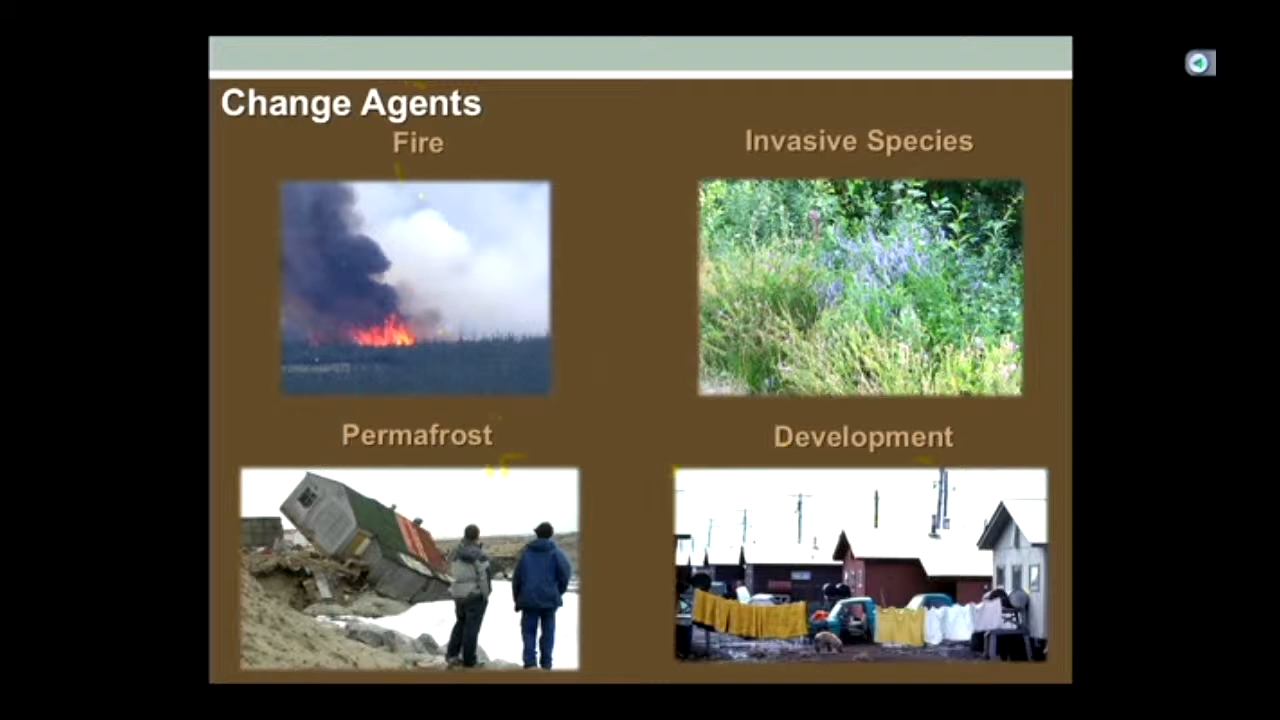 Change Agents
Fire
Invasive Species
Permafrost
Development